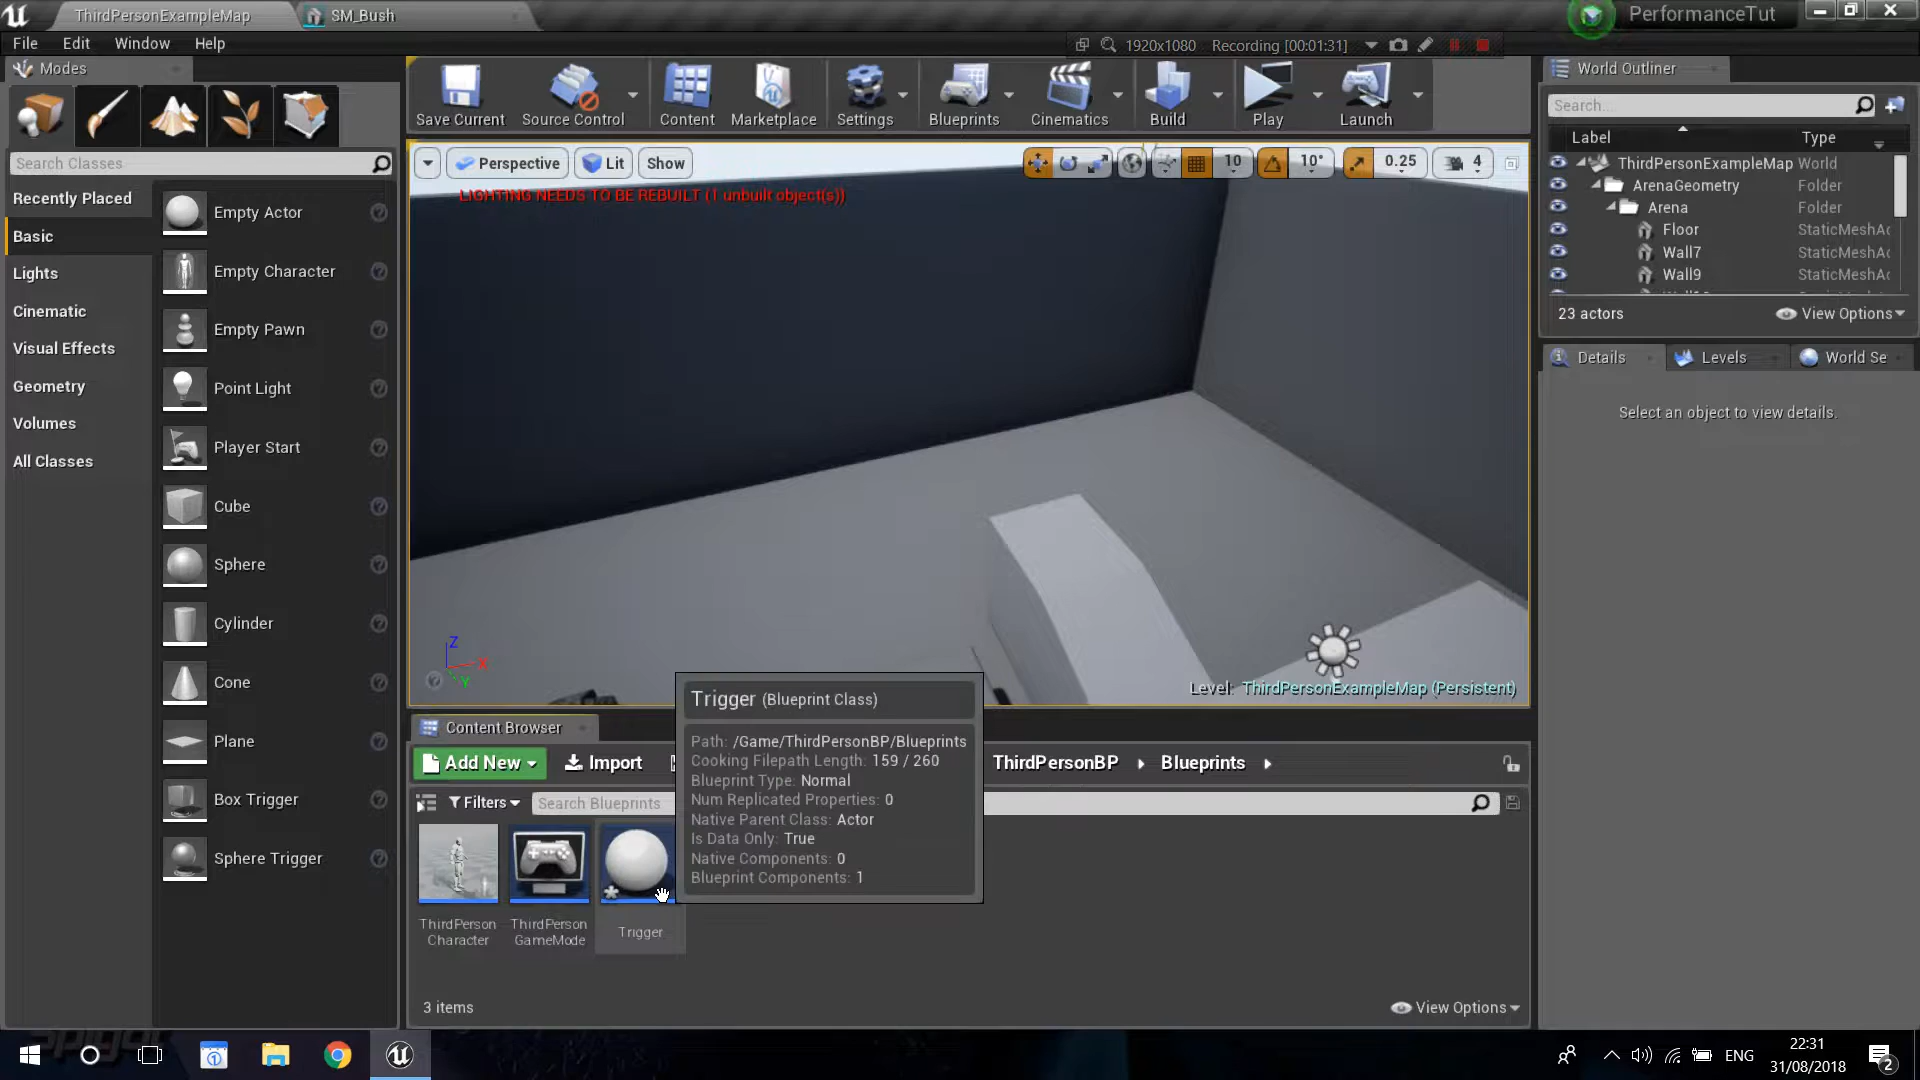 ThirdPersonExampleMap
SM_Bush
PerformanceTut
File Edit Window Help
1920x1080 Recording [00:01:31]
Modes
Save Current
Source Control
Content
Marketplace
Settings
Blueprints
Cinematics
Build
Play
Launch
World Outliner
Search...
Label Type
ThirdPersonExampleMap World
ArenaGeometry Folder
Arena Folder
Floor StaticMeshAc
Wall7 StaticMeshAc
Wall9 StaticMeshAc
23 actors
View Options
Details
Levels
World Se
Select an object to view details.
Search Classes
Recently Placed
Basic
Lights
Cinematic
Visual Effects
Geometry
Volumes
All Classes
Empty Actor
Empty Character
Empty Pawn
Point Light
Player Start
Cube
Sphere
Cylinder
Cone
Plane
Box Trigger
Sphere Trigger
Perspective
Lit
Show
10
10°
0.25
4
LIGHTING NEEDS TO BE REBUILT (1 unbuilt object(s))
Z
X
Y
Level: ThirdPersonExampleMap (Persistent)
Content Browser
Add New
Import
ThirdPersonBP
Blueprints
Filters
Search Blueprints
Trigger (Blueprint Class)
Path: /Game/ThirdPersonBP/Blueprints
Cooking Filepath Length: 159 / 260
Blueprint Type: Normal
Num Replicated Properties: 0
Native Parent Class: Actor
Is Data Only: True
Native Components: 0
Blueprint Components: 1
ThirdPerson
Character
ThirdPerson
GameMode
Trigger
3 items
View Options
ENG
22:31
31/08/2018
2